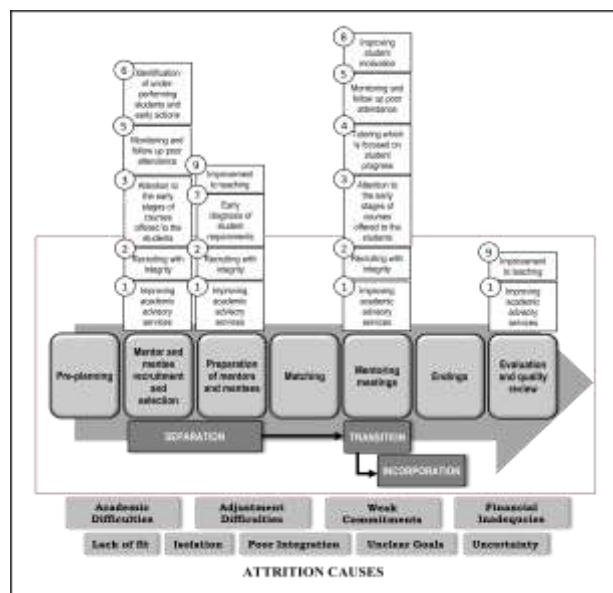 8
Improving
student
motivation
5
Monitoring and
follow up poor
attendance
4
Tutoring which
is focused on
student
progress
3
Attention to
the early
stages of
courses
offered to the
students
2
Recruiting with
integrity
1
Improving
academic
advisory
services
6
Identification
of under-
performing
students and
early actions
5
Monitoring and
follow up poor
attendance
3
Attention to
the early
stages of
courses
offered to the
students
2
Recruiting with
integrity
1
Improving
academic
advisory
services
9
Improvement
to teaching
7
Early
diagnosis of
student
requirements
2
Recruiting with
integrity
1
Improving
academic
advisory
services
9
Improvement
to teaching
1
Improving
academic
advisory
services
Pre-planning
Mentor and
mentee
recruitment
and
selection
Preparation
of mentors
and mentees
Matching
Mentoring
meetings
Endings
Evaluation
and quality
review
SEPARATION
TRANSITION
INCORPORATION
Academic
Difficulties
Adjustment
Difficulties
Weak
Commitments
Financial
Inadequcies
Lack of fit
Isolation
Poor Integration
Unclear Goals
Uncertainty
ATTRITION CAUSES